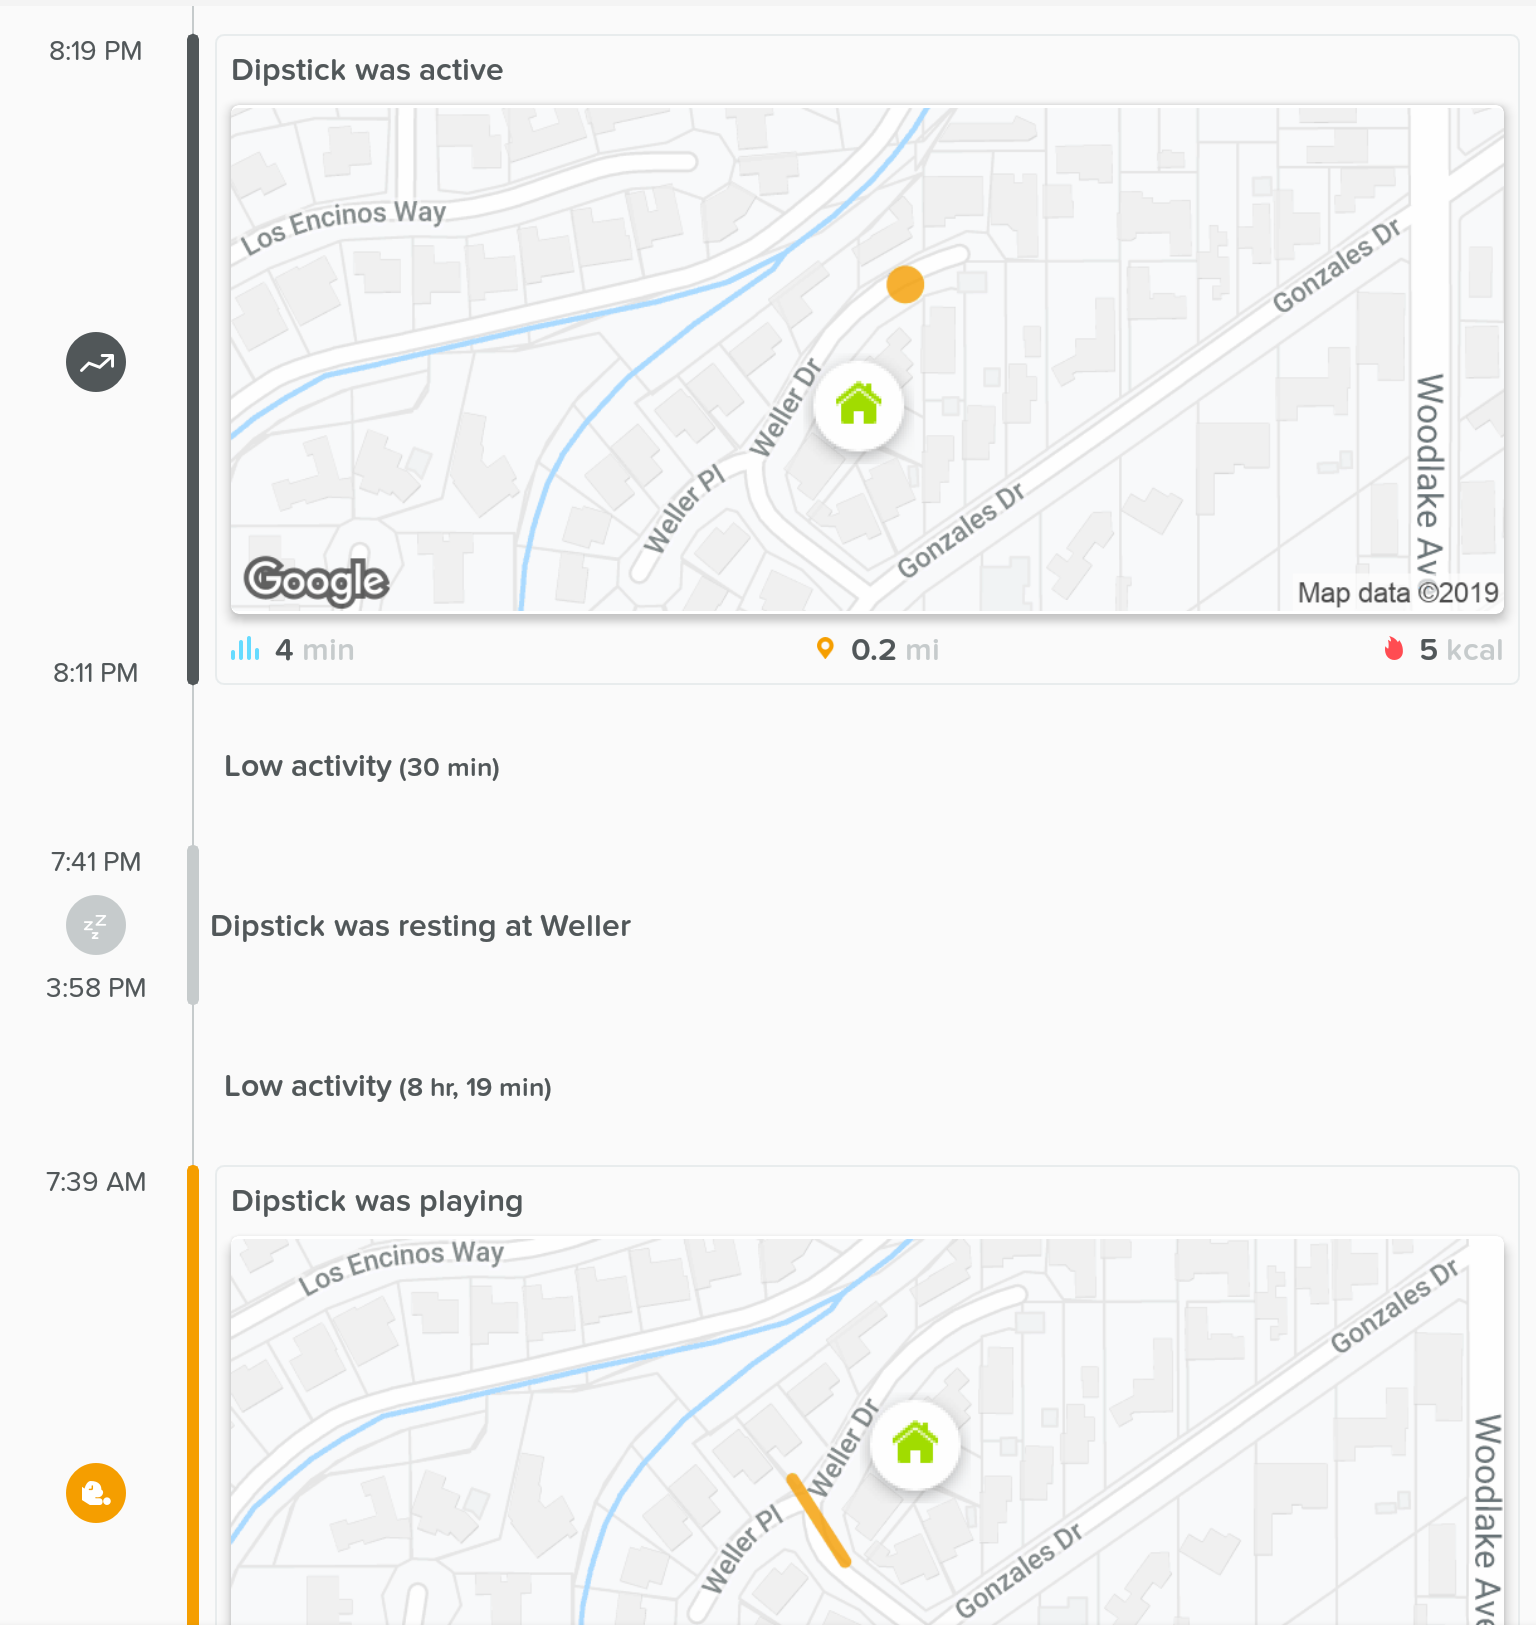 8:19 PM
Dipstick was active
Los Encinos Way
Gonzales Dr
Weller Dr
Woodlake Av
Weller Pl
Gonzales Dr
Google
Map data ©2019
4 min
0.2 mi
5 kcal
8:11 PM
Low activity (30 min)
7:41 PM
zzz
Dipstick was resting at Weller
3:58 PM
Low activity (8 hr, 19 min)
7:39 AM
Dipstick was playing
Los Encinos Way
Gonzales Dr
Weller Dr
Woodlake Ave
Weller Pl
Gonzales Dr